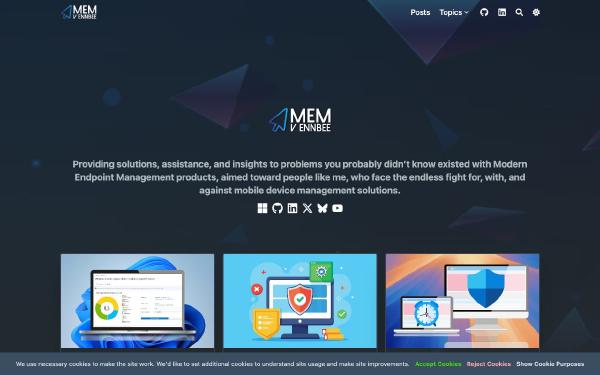 MEM
V ENNBEE
Posts
Topics
MEM
V ENNBEE
Providing solutions, assistance, and insights to problems you probably didn't know existed with Modern
Endpoint Management products, aimed toward people like me, who face the endless fight for, with, and
against mobile device management solutions.
We use necessary cookies to make the site work. We'd like to set additional cookies to understand site usage and make site improvements.
Accept Cookies
Reject Cookies
Show Cookie Purposes